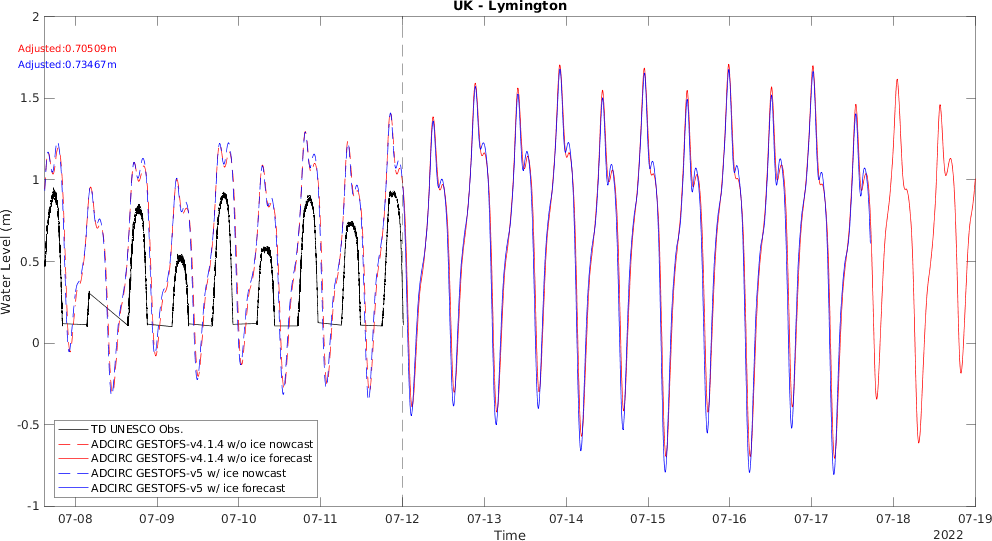 UK - Lymington
2
Adjusted:0.70509m
Adjusted:0.73467m
1.5
1
0.5
0
-0.5
-1
Water Level (m)
TD UNESCO Obs.
ADCIRC GESTOFS-v4.1.4 w/o ice nowcast
ADCIRC GESTOFS-v4.1.4 w/o ice forecast
ADCIRC GESTOFS-v5 w/ ice nowcast
ADCIRC GESTOFS-v5 w/ ice forecast
07-08 07-09 07-10 07-11 07-12 07-13 07-14 07-15 07-16 07-17 07-18 07-19
Time
2022